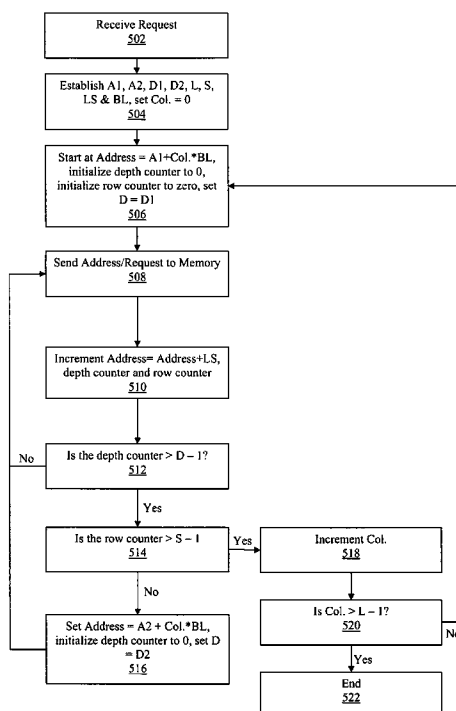 Receive Request
502
Establish A1, A2, D1, D2, L, S,
LS & BL, set Col. = 0
504
Start at Address = A1+Col.*BL,
initialize depth counter to 0,
initialize row counter to zero, set
D = D1
506
Send Address/Request to Memory
508
Increment Address= Address+LS,
depth counter and row counter
510
No
Is the depth counter > D – 1?
512
Yes
Is the row counter > S – 1
514
Yes
Increment Col.
518
No
Set Address = A2 + Col.*BL,
initialize depth counter to 0, set D
= D2
516
Is Col. > L – 1?
520
No
Yes
End
522